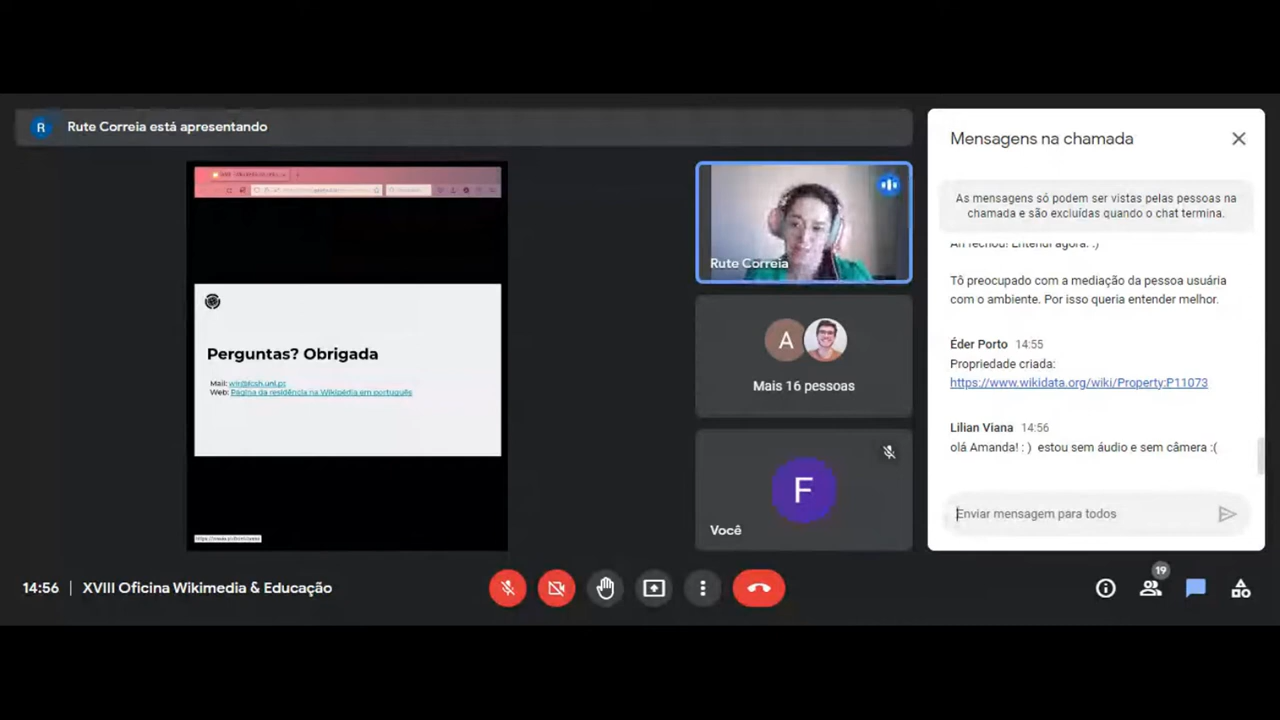 R Rute Correia está apresentando
Perguntas? Obrigada
Mail: wir@fcsh.unl.pt
Web: Página da residência na Wikipédia em português
Rute Correia
A
Mais 16 pessoas
F
Você
Mensagens na chamada
As mensagens só podem ser vistas pelas pessoas na
chamada e são excluídas quando o chat termina.
Ah fechou! Entendi agora. :)
Tô preocupado com a mediação da pessoa usuária
com o ambiente. Por isso queria entender melhor.
Éder Porto 14:55
Propriedade criada:
https://www.wikidata.org/wiki/Property:P11073
Lilian Viana 14:56
olá Amanda! : ) estou sem áudio e sem câmera :(
Enviar mensagem para todos
14:56 | XVIII Oficina Wikimedia & Educação
19